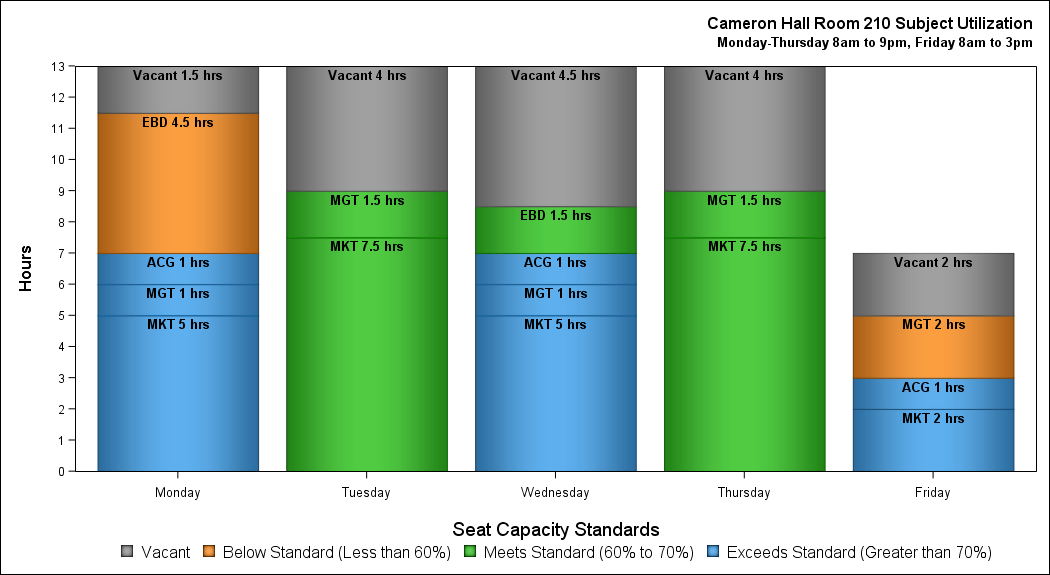 Cameron Hall Room 210 Subject Utilization
Monday-Thursday 8am to 9pm, Friday 8am to 3pm
Hours
13
12
11
10
9
8
7
6
5
4
3
2
1
0
Vacant 1.5 hrs
EBD 4.5 hrs
ACG 1 hrs
MGT 1 hrs
MKT 5 hrs
Vacant 4 hrs
MGT 1.5 hrs
MKT 7.5 hrs
Vacant 4.5 hrs
EBD 1.5 hrs
ACG 1 hrs
MGT 1 hrs
MKT 5 hrs
Vacant 4 hrs
MGT 1.5 hrs
MKT 7.5 hrs
Vacant 2 hrs
MGT 2 hrs
ACG 1 hrs
MKT 2 hrs
Monday Tuesday Wednesday Thursday Friday
Seat Capacity Standards
Vacant Below Standard (Less than 60%) Meets Standard (60% to 70%) Exceeds Standard (Greater than 70%)